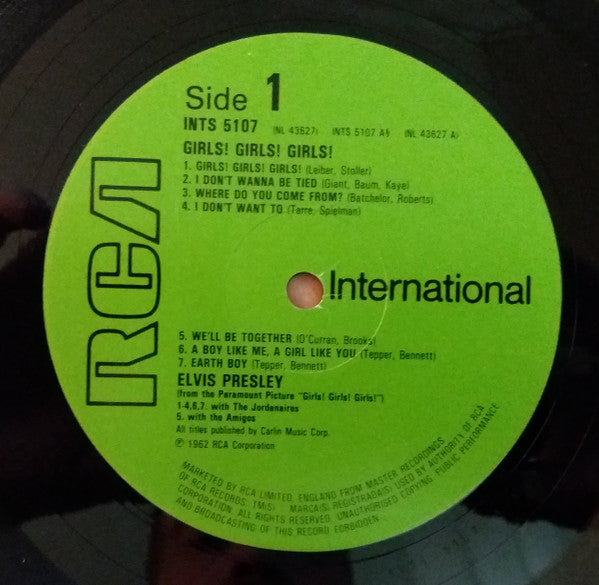 Side 1
INTS 5107 (NL 43627) INTS 5107 A§ (NL 43627 A)
GIRLS! GIRLS! GIRLS!
1. GIRLS! GIRLS! GIRLS! (Leiber, Stoller)
2. I DON'T WANNA BE TIED (Giant, Baum, Kaye)
3. WHERE DO YOU COME FROM? (Batchelor, Roberts)
4. I DON'T WANT TO (Tarre, Spielman)
RCA
International
5. WE'LL BE TOGETHER (O'Curran, Brooks)
6. A BOY LIKE ME, A GIRL LIKE YOU (Tepper, Bennett)
7. EARTH BOY (Tepper, Bennett)
ELVIS PRESLEY
(from the Paramount Picture "Girls! Girls! Girls!")
1-4,6,7. with The Jordanaires
5. with the Amigos
All titles published by Carlin Music Corp.
℗ 1962 RCA Corporation
MARKETED BY RCA LIMITED, ENGLAND FROM MASTER RECORDINGS
OF RCA RECORDS. TM(S) MARCA(S) REGISTRADA(S) USED BY AUTHORITY OF RCA
CORPORATION. ALL RIGHTS RESERVED. UNAUTHORISED COPYING, PUBLIC PERFORMANCE
AND BROADCASTING OF THIS RECORD FORBIDDEN.